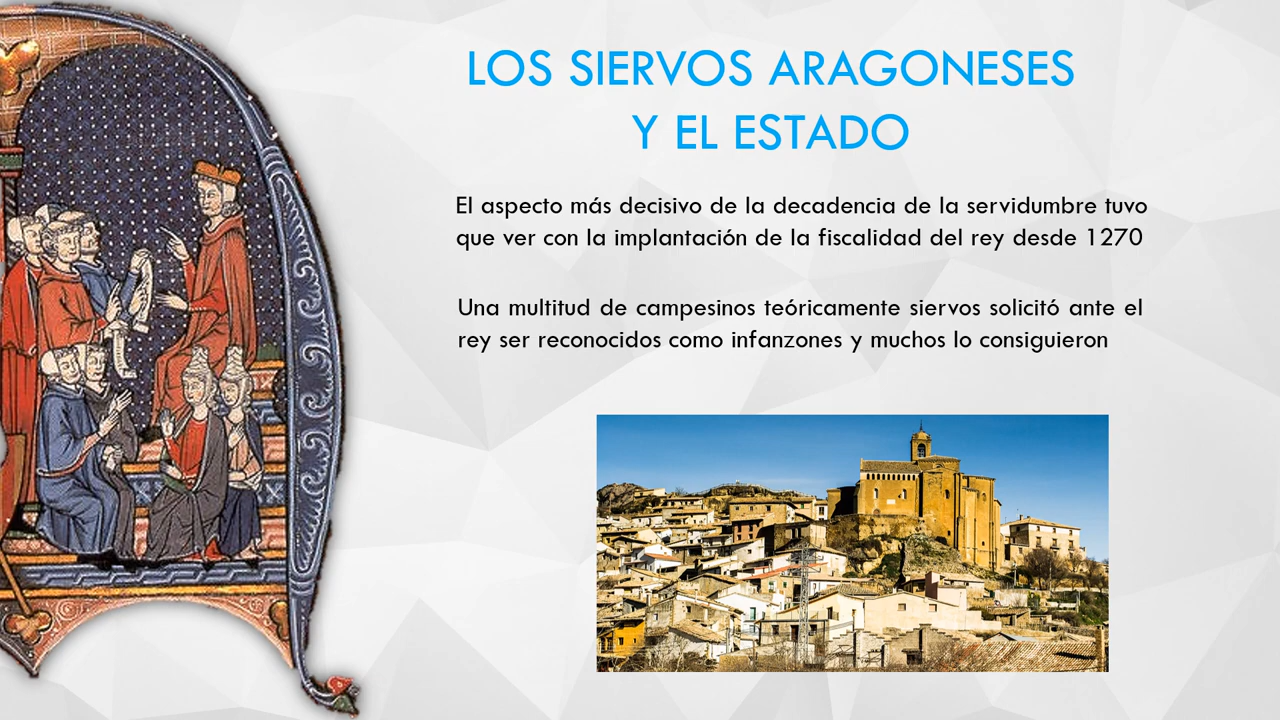 LOS SIERVOS ARAGONESES
Y EL ESTADO
El aspecto más decisivo de la decadencia de la servidumbre tuvo
que ver con la implantación de la fiscalidad del rey desde 1270
Una multitud de campesinos teóricamente siervos solicitó ante el
rey ser reconocidos como infanzones y muchos lo consiguieron